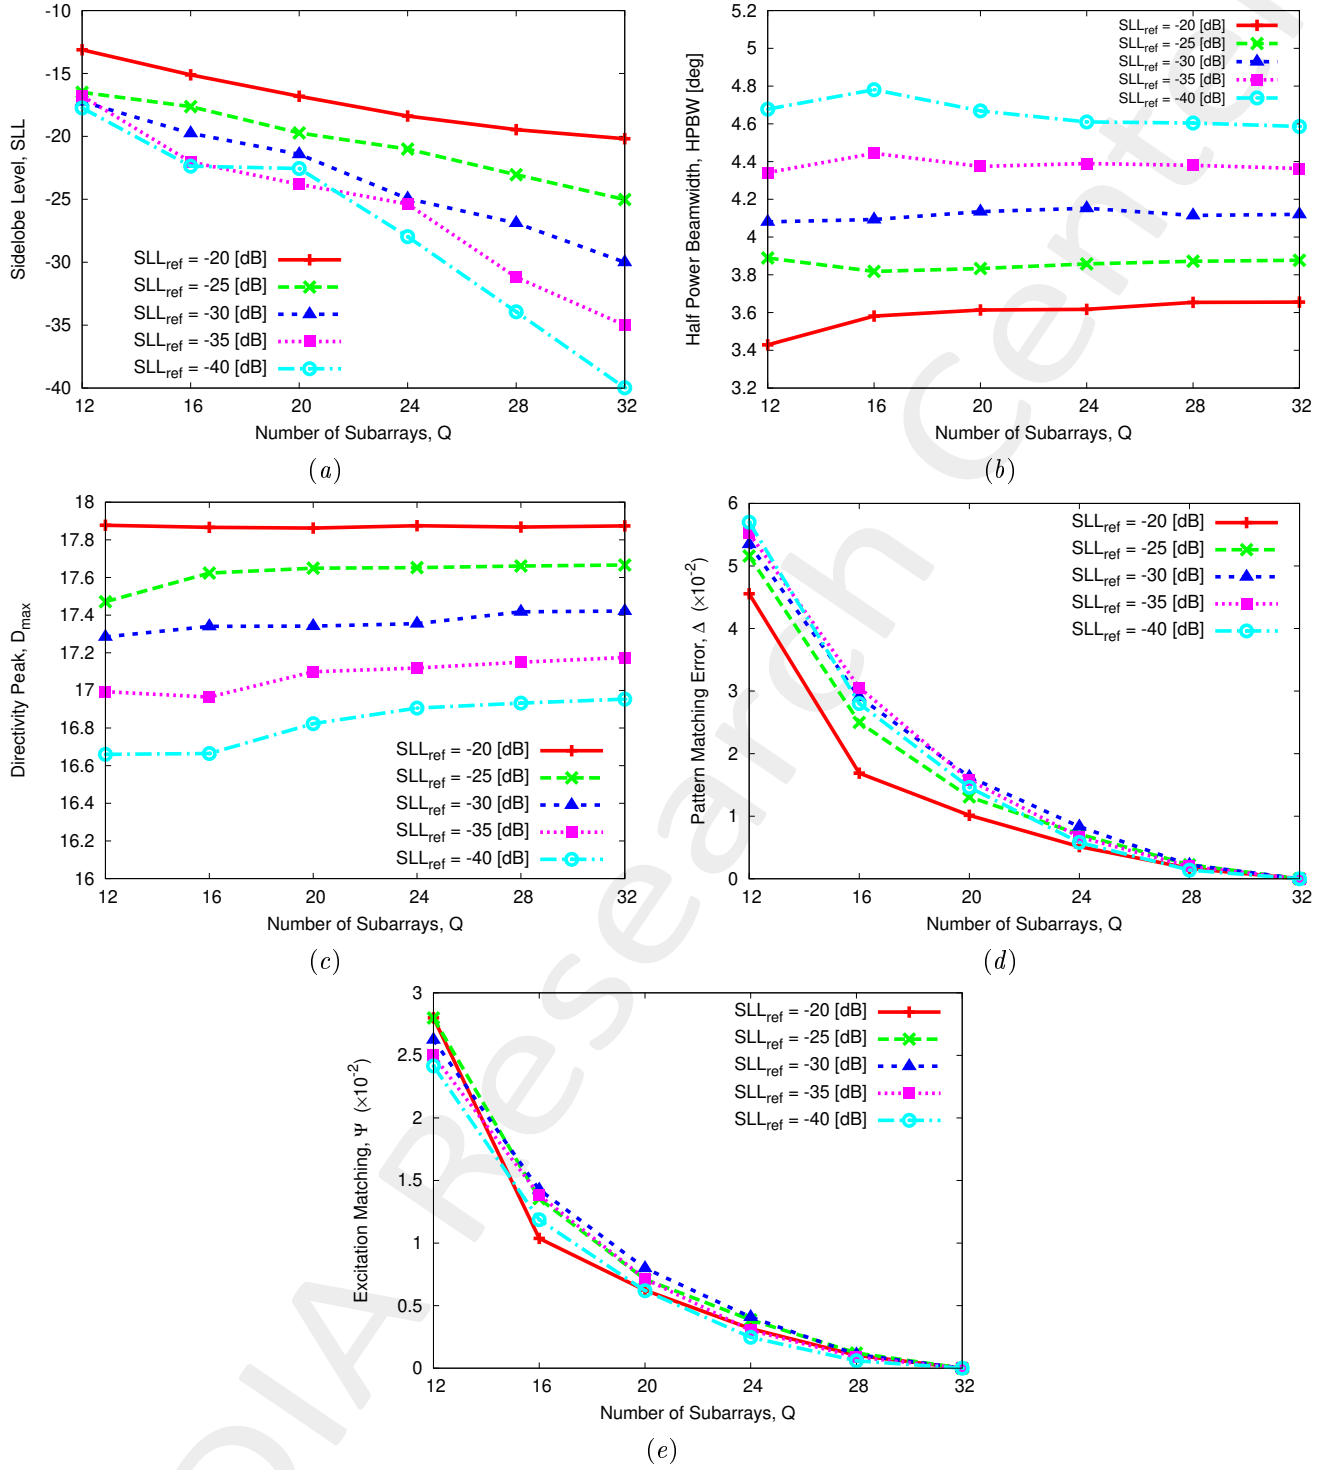 -10
-15
-20
-25
-30
-35
-40
12 16 20 24 28 32
Sidelobe Level, SLL
Number of Subarrays, Q
SLLref = -20 [dB]
SLLref = -25 [dB]
SLLref = -30 [dB]
SLLref = -35 [dB]
SLLref = -40 [dB]
(a)
5.2
5
4.8
4.6
4.4
4.2
4
3.8
3.6
3.4
3.2
12 16 20 24 28 32
Half Power Beamwidth, HPBW [deg]
Number of Subarrays, Q
SLLref = -20 [dB]
SLLref = -25 [dB]
SLLref = -30 [dB]
SLLref = -35 [dB]
SLLref = -40 [dB]
(b)
18
17.8
17.6
17.4
17.2
17
16.8
16.6
16.4
16.2
16
12 16 20 24 28 32
Directivity Peak, Dmax
Number of Subarrays, Q
SLLref = -20 [dB]
SLLref = -25 [dB]
SLLref = -30 [dB]
SLLref = -35 [dB]
SLLref = -40 [dB]
(c)
6
5
4
3
2
1
0
12 16 20 24 28 32
Pattern Matching Error, Δ (×10⁻²)
Number of Subarrays, Q
SLLref = -20 [dB]
SLLref = -25 [dB]
SLLref = -30 [dB]
SLLref = -35 [dB]
SLLref = -40 [dB]
(d)
3
2.5
2
1.5
1
0.5
0
12 16 20 24 28 32
Excitation Matching, Ψ (×10⁻²)
Number of Subarrays, Q
SLLref = -20 [dB]
SLLref = -25 [dB]
SLLref = -30 [dB]
SLLref = -35 [dB]
SLLref = -40 [dB]
(e)
Research